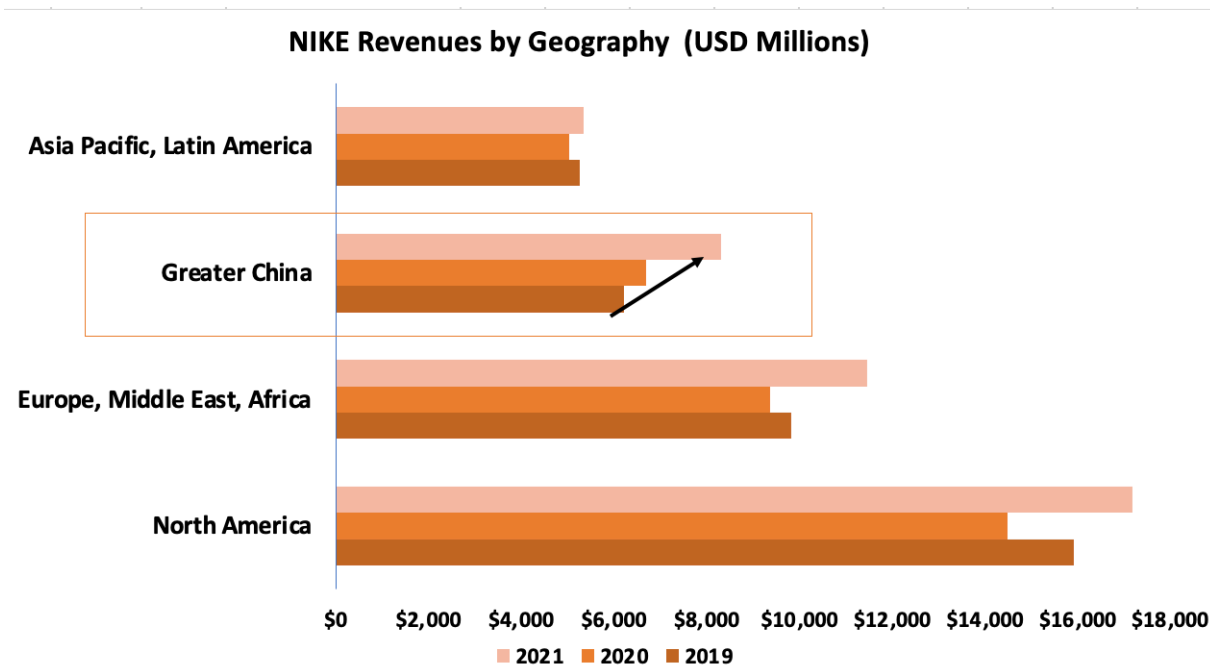 NIKE Revenues by Geography  (USD Millions)
Asia Pacific, Latin America
Greater China
Europe, Middle East, Africa
North America
$0 $2,000 $4,000 $6,000 $8,000 $10,000 $12,000 $14,000 $16,000 $18,000
2021 2020 2019